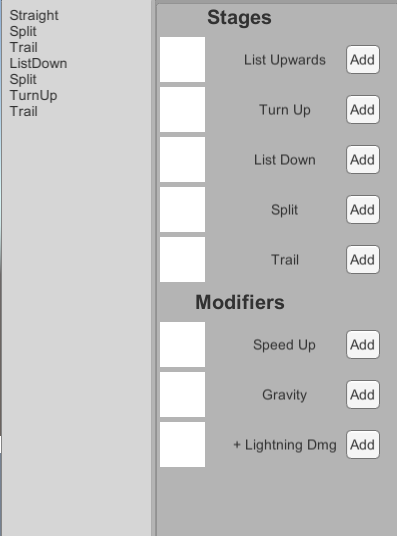 Straight
Split
Trail
ListDown
Split
TurnUp
Trail
Stages
List Upwards Add
Turn Up Add
List Down Add
Split Add
Trail Add
Modifiers
Speed Up Add
Gravity Add
+ Lightning Dmg Add